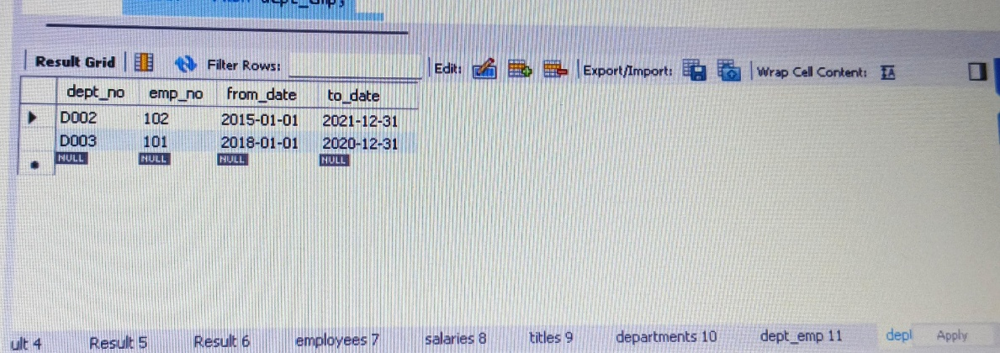 Result Grid Filter Rows: Edit: Export/Import: Wrap Cell Content: IA
dept_no emp_no from_date to_date
D002 102 2015-01-01 2021-12-31
D003 101 2018-01-01 2020-12-31
NULL NULL NULL NULL
ult 4 Result 5 Result 6 employees 7 salaries 8 titles 9 departments 10 dept_emp 11 depl Apply